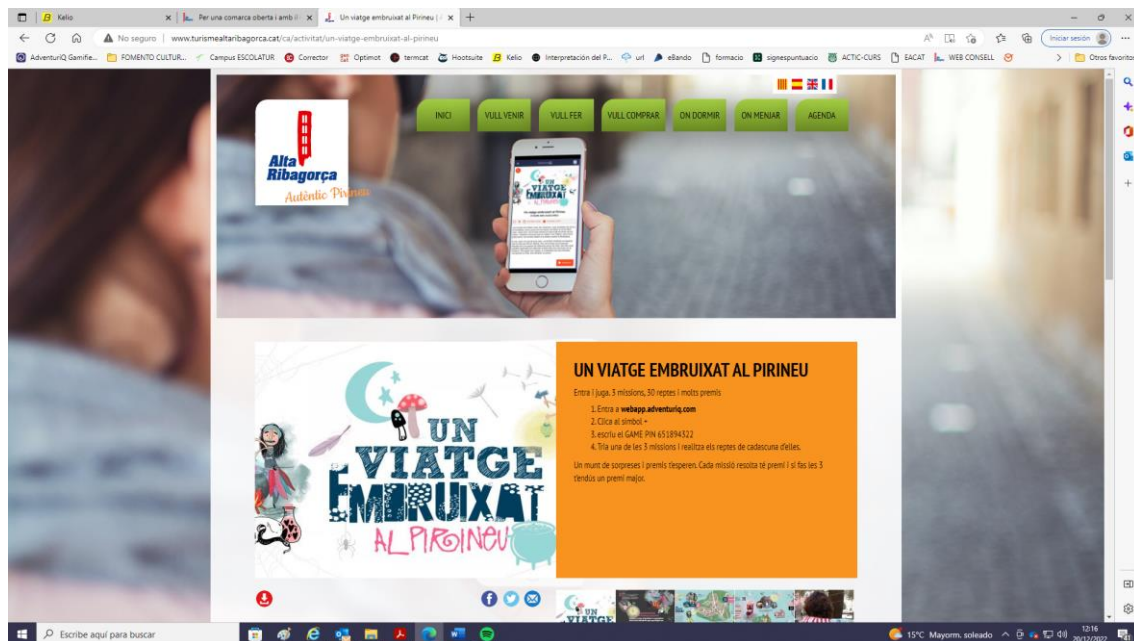 Kelio
Per una comarca oberta i amb il
Un viatge embruixat al Pirineu |
No seguro
www.turismealtaribagorca.cat/ca/activitat/un-viatge-embruixat-al-pirineu
Iniciar sesión
AdventuriQ Gamifie...
FOMENTO CULTUR...
Campus ESCOLATUR
Corrector
Optimot
termcat
Hootsuite
Kelio
Interpretación del P...
url
eBando
formacio
signespuntuacio
ACTIC-CURS
EACAT
WEB CONSELL
Otros favoritos
INICI
VULL VENIR
VULL FER
VULL COMPRAR
ON DORMIR
ON MENJAR
AGENDA
Alta
Ribagorça
Autèntic Pirineu
UN
VIATGE
EMBRUIXAT
AL PIRINEU
UN VIATGE EMBRUIXAT AL PIRINEU
Entra i juga. 3 missions, 30 reptes i molts premis
1. Entra a webapp.adventuriq.com
2. Clica al símbol +
3. escriu el GAME PIN 651894322
4. Tria una de les 3 missions i realitza els reptes de cadascuna d'elles.
Un munt de sorpreses i premis t'esperen. Cada missió resolta té premi i si fas les 3
t'endús un premi major.
UN
VIATGE
EMBRUIXAT
AL PIRINEU
UN
VIATGE
Escribe aquí para buscar
15°C Mayorm. soleado
12:16
20/12/2022